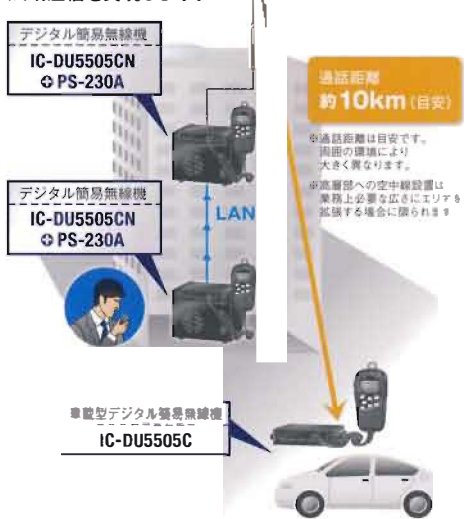 デジタル簡易無線機
IC-DU5505CN
PS-230A
通話距離
約10km(目安)
※通話距離は目安です。
周囲の環境により
大きく異なります。
※高層部への空中線設置は
業務上必要な広さにエリアを
拡張する場合に限られます
デジタル簡易無線機
IC-DU5505CN
PS-230A
LAN
車載型デジタル簡易無線機
IC-DU5505C